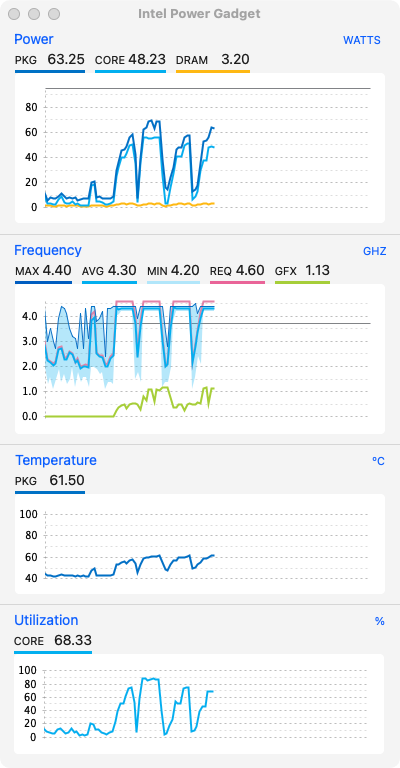 Intel Power Gadget
Power WATTS
PKG 63.25 CORE 48.23 DRAM 3.20
80
60
40
20
0
Frequency GHZ
MAX 4.40 AVG 4.30 MIN 4.20 REQ 4.60 GFX 1.13
4.0
3.0
2.0
1.0
0.0
Temperature °C
PKG 61.50
100
80
60
40
Utilization %
CORE 68.33
100
80
60
40
20
0